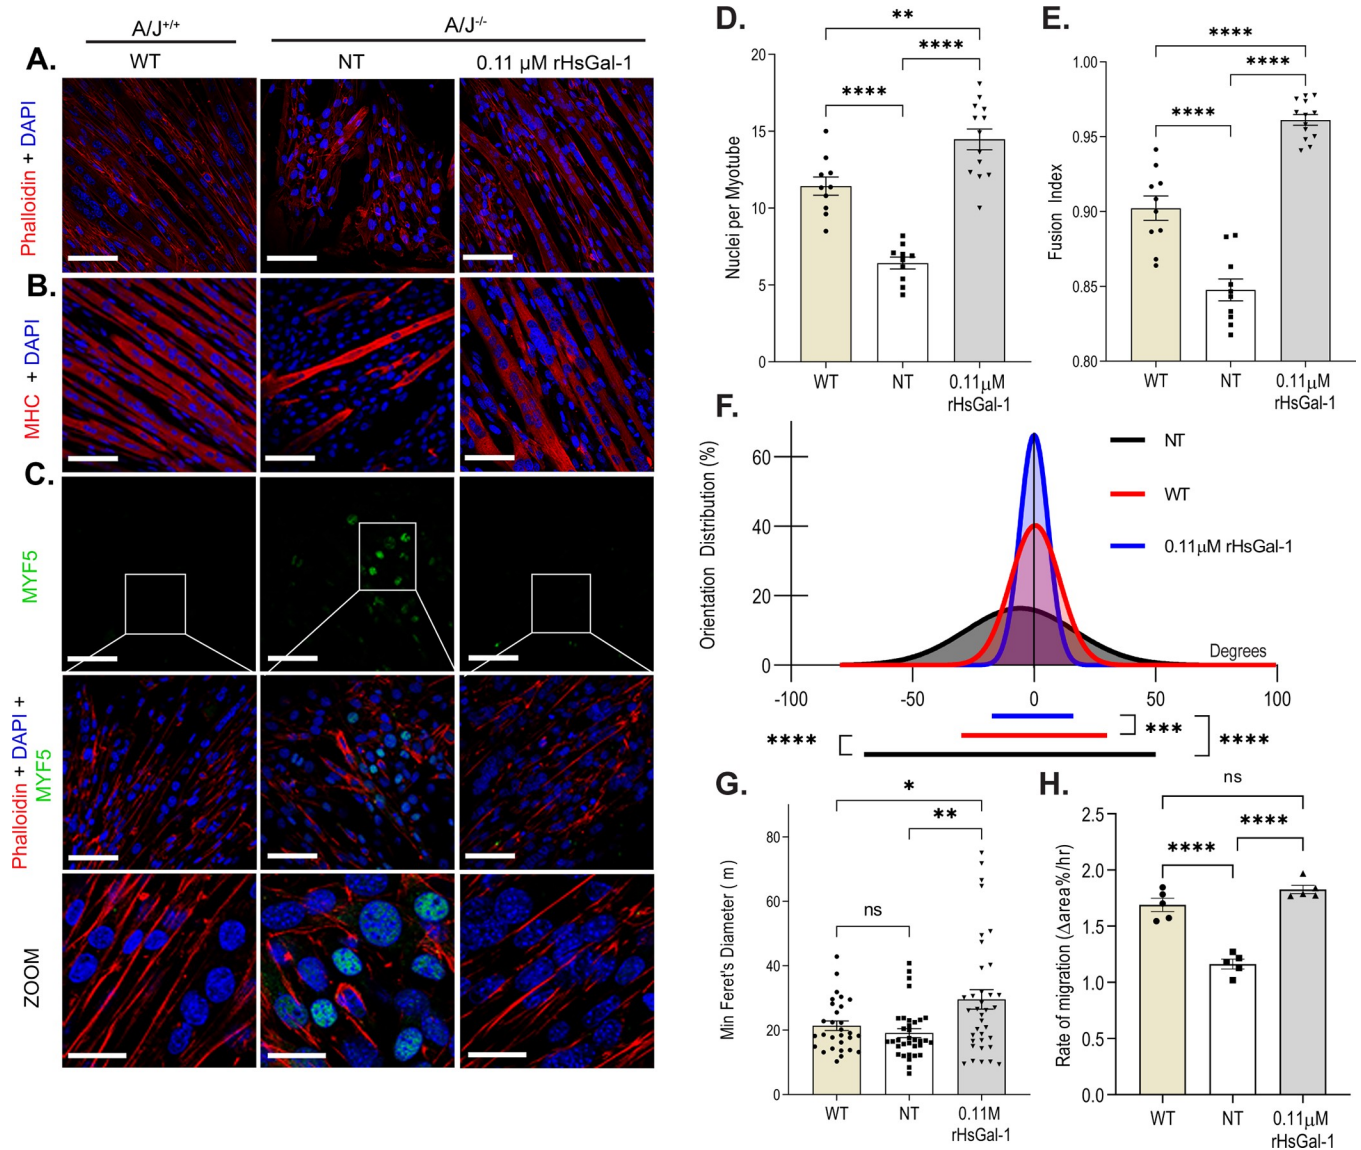 A/J+/+
A/J-/-
A.
WT
NT
0.11 µM rHsGal-1
Phalloidin + DAPI
B.
MHC + DAPI
C.
MYF5
Phalloidin + DAPI +
MYF5
ZOOM
D.
**
****
****
20
15
10
5
0
Nuclei per Myotube
WT
NT
0.11µM
rHsGal-1
E.
****
****
****
1.00
0.95
0.90
0.85
0.80
Fusion Index
WT
NT
0.11µM
rHsGal-1
F.
Orientation Distribution (%)
60
40
20
0
NT
WT
0.11µM rHsGal-1
Degrees
-100
-50
0
50
100
***
****
****
G.
*
**
ns
80
60
40
20
0
Min Feret's Diameter ( m)
WT
NT
0.11M
rHsGal-1
H.
ns
****
****
2.5
2.0
1.5
1.0
0.5
0.0
Rate of migration (Δarea%/hr)
WT
NT
0.11µM
rHsGal-1